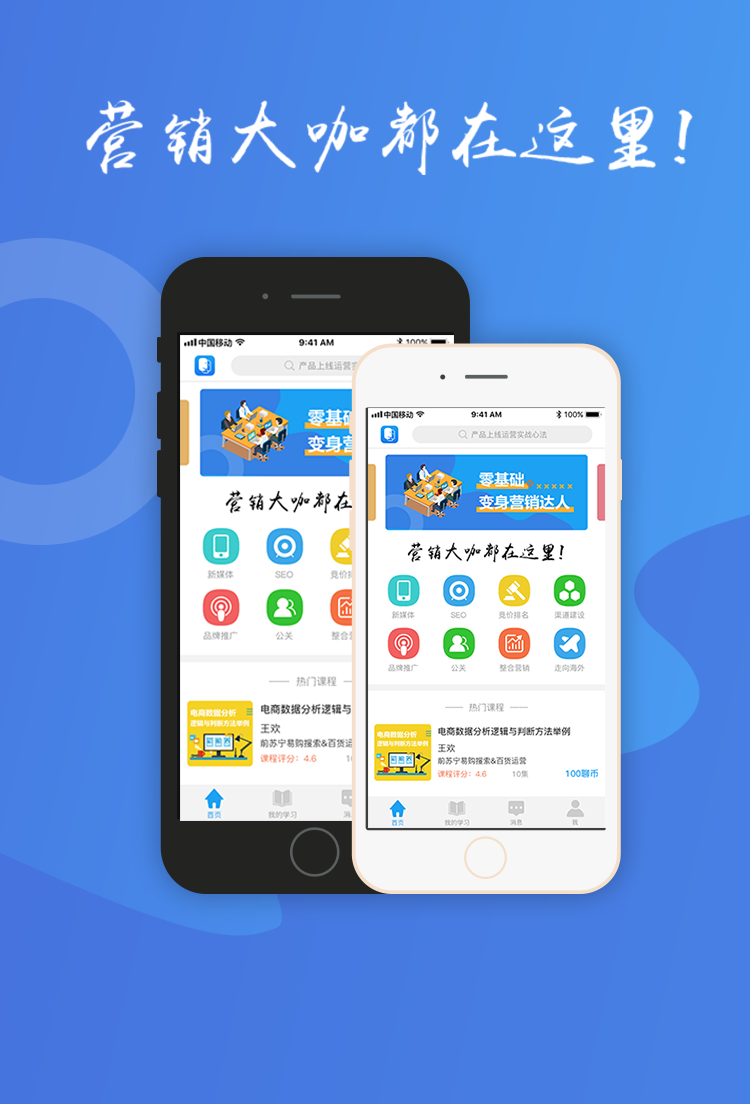 营销大咖都在这里!
中国移动
9:41 AM
100%
产品上线运营实
零基础
变身营
营销大咖都在
新媒体
SEO
竞价排
品牌推广
公关
整合营
热门课程
电商数据分析
逻辑与判断方法举例
电商数据分析逻辑与
王欢
前苏宁易购搜索&百货运
课程评分：4.6
10
首页
我的学习
消
中国移动
9:41 AM
100%
产品上线运营实战心法
零基础
变身营销达人
营销大咖都在这里!
新媒体
SEO
竞价排名
渠道建设
品牌推广
公关
整合营销
走向海外
热门课程
电商数据分析
逻辑与判断方法举例
电商数据分析逻辑与判断方法举例
王欢
前苏宁易购搜索&百货运营
课程评分：4.6
10集
100聊币
首页
我的学习
消息
我